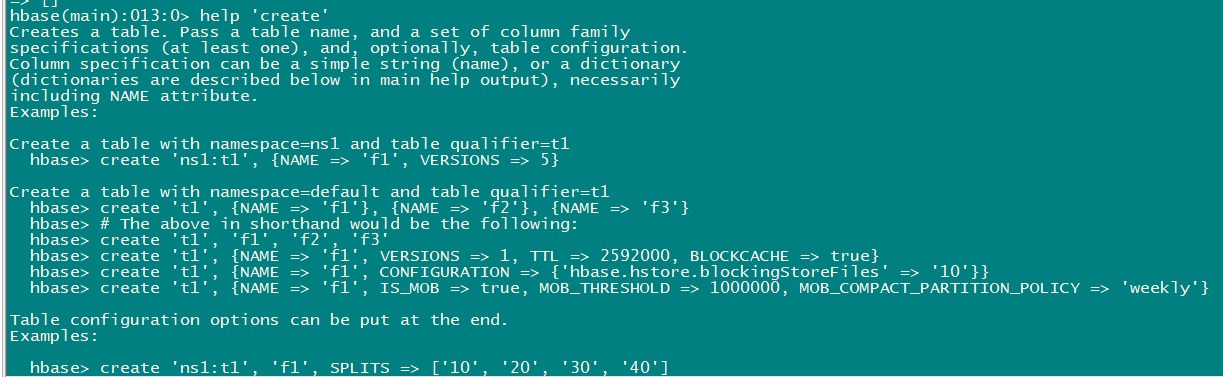 => []
hbase(main):013:0> help 'create'
Creates a table. Pass a table name, and a set of column family
specifications (at least one), and, optionally, table configuration.
Column specification can be a simple string (name), or a dictionary
(dictionaries are described below in main help output), necessarily
including NAME attribute.
Examples:
Create a table with namespace=ns1 and table qualifier=t1
hbase> create 'ns1:t1', {NAME => 'f1', VERSIONS => 5}
Create a table with namespace=default and table qualifier=t1
hbase> create 't1', {NAME => 'f1'}, {NAME => 'f2'}, {NAME => 'f3'}
hbase> # The above in shorthand would be the following:
hbase> create 't1', 'f1', 'f2', 'f3'
hbase> create 't1', {NAME => 'f1', VERSIONS => 1, TTL => 2592000, BLOCKCACHE => true}
hbase> create 't1', {NAME => 'f1', CONFIGURATION => {'hbase.hstore.blockingStoreFiles' => '10'}}
hbase> create 't1', {NAME => 'f1', IS_MOB => true, MOB_THRESHOLD => 1000000, MOB_COMPACT_PARTITION_POLICY => 'weekly'}
Table configuration options can be put at the end.
Examples:
hbase> create 'ns1:t1', 'f1', SPLITS => ['10', '20', '30', '40']